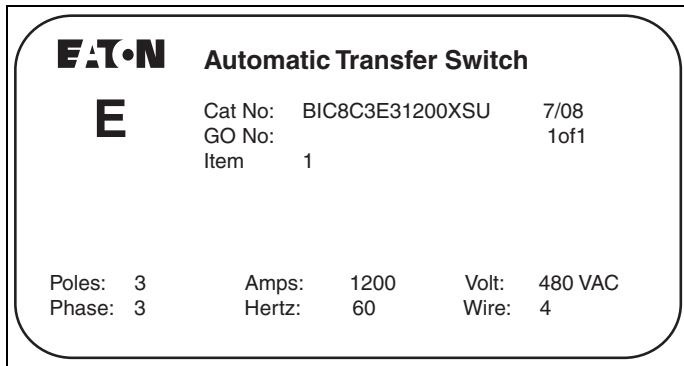 EATON Automatic Transfer Switch
E Cat No: BIC8C3E31200XSU 7/08
GO No: 1of1
Item 1
Poles: 3 Amps: 1200 Volt: 480 VAC
Phase: 3 Hertz: 60 Wire: 4